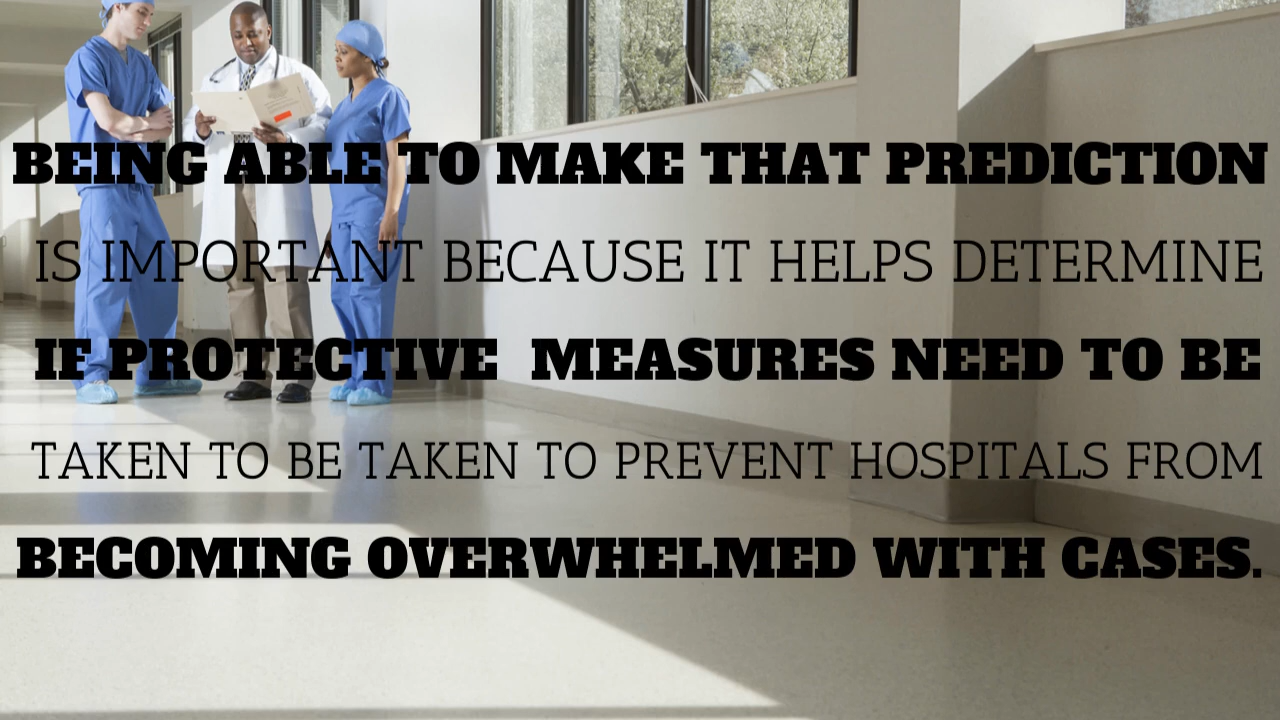 BEING ABLE TO MAKE THAT PREDICTION
IS IMPORTANT BECAUSE IT HELPS DETERMINE
IF PROTECTIVE  MEASURES NEED TO BE
TAKEN TO BE TAKEN TO PREVENT HOSPITALS FROM
BECOMING OVERWHELMED WITH CASES.